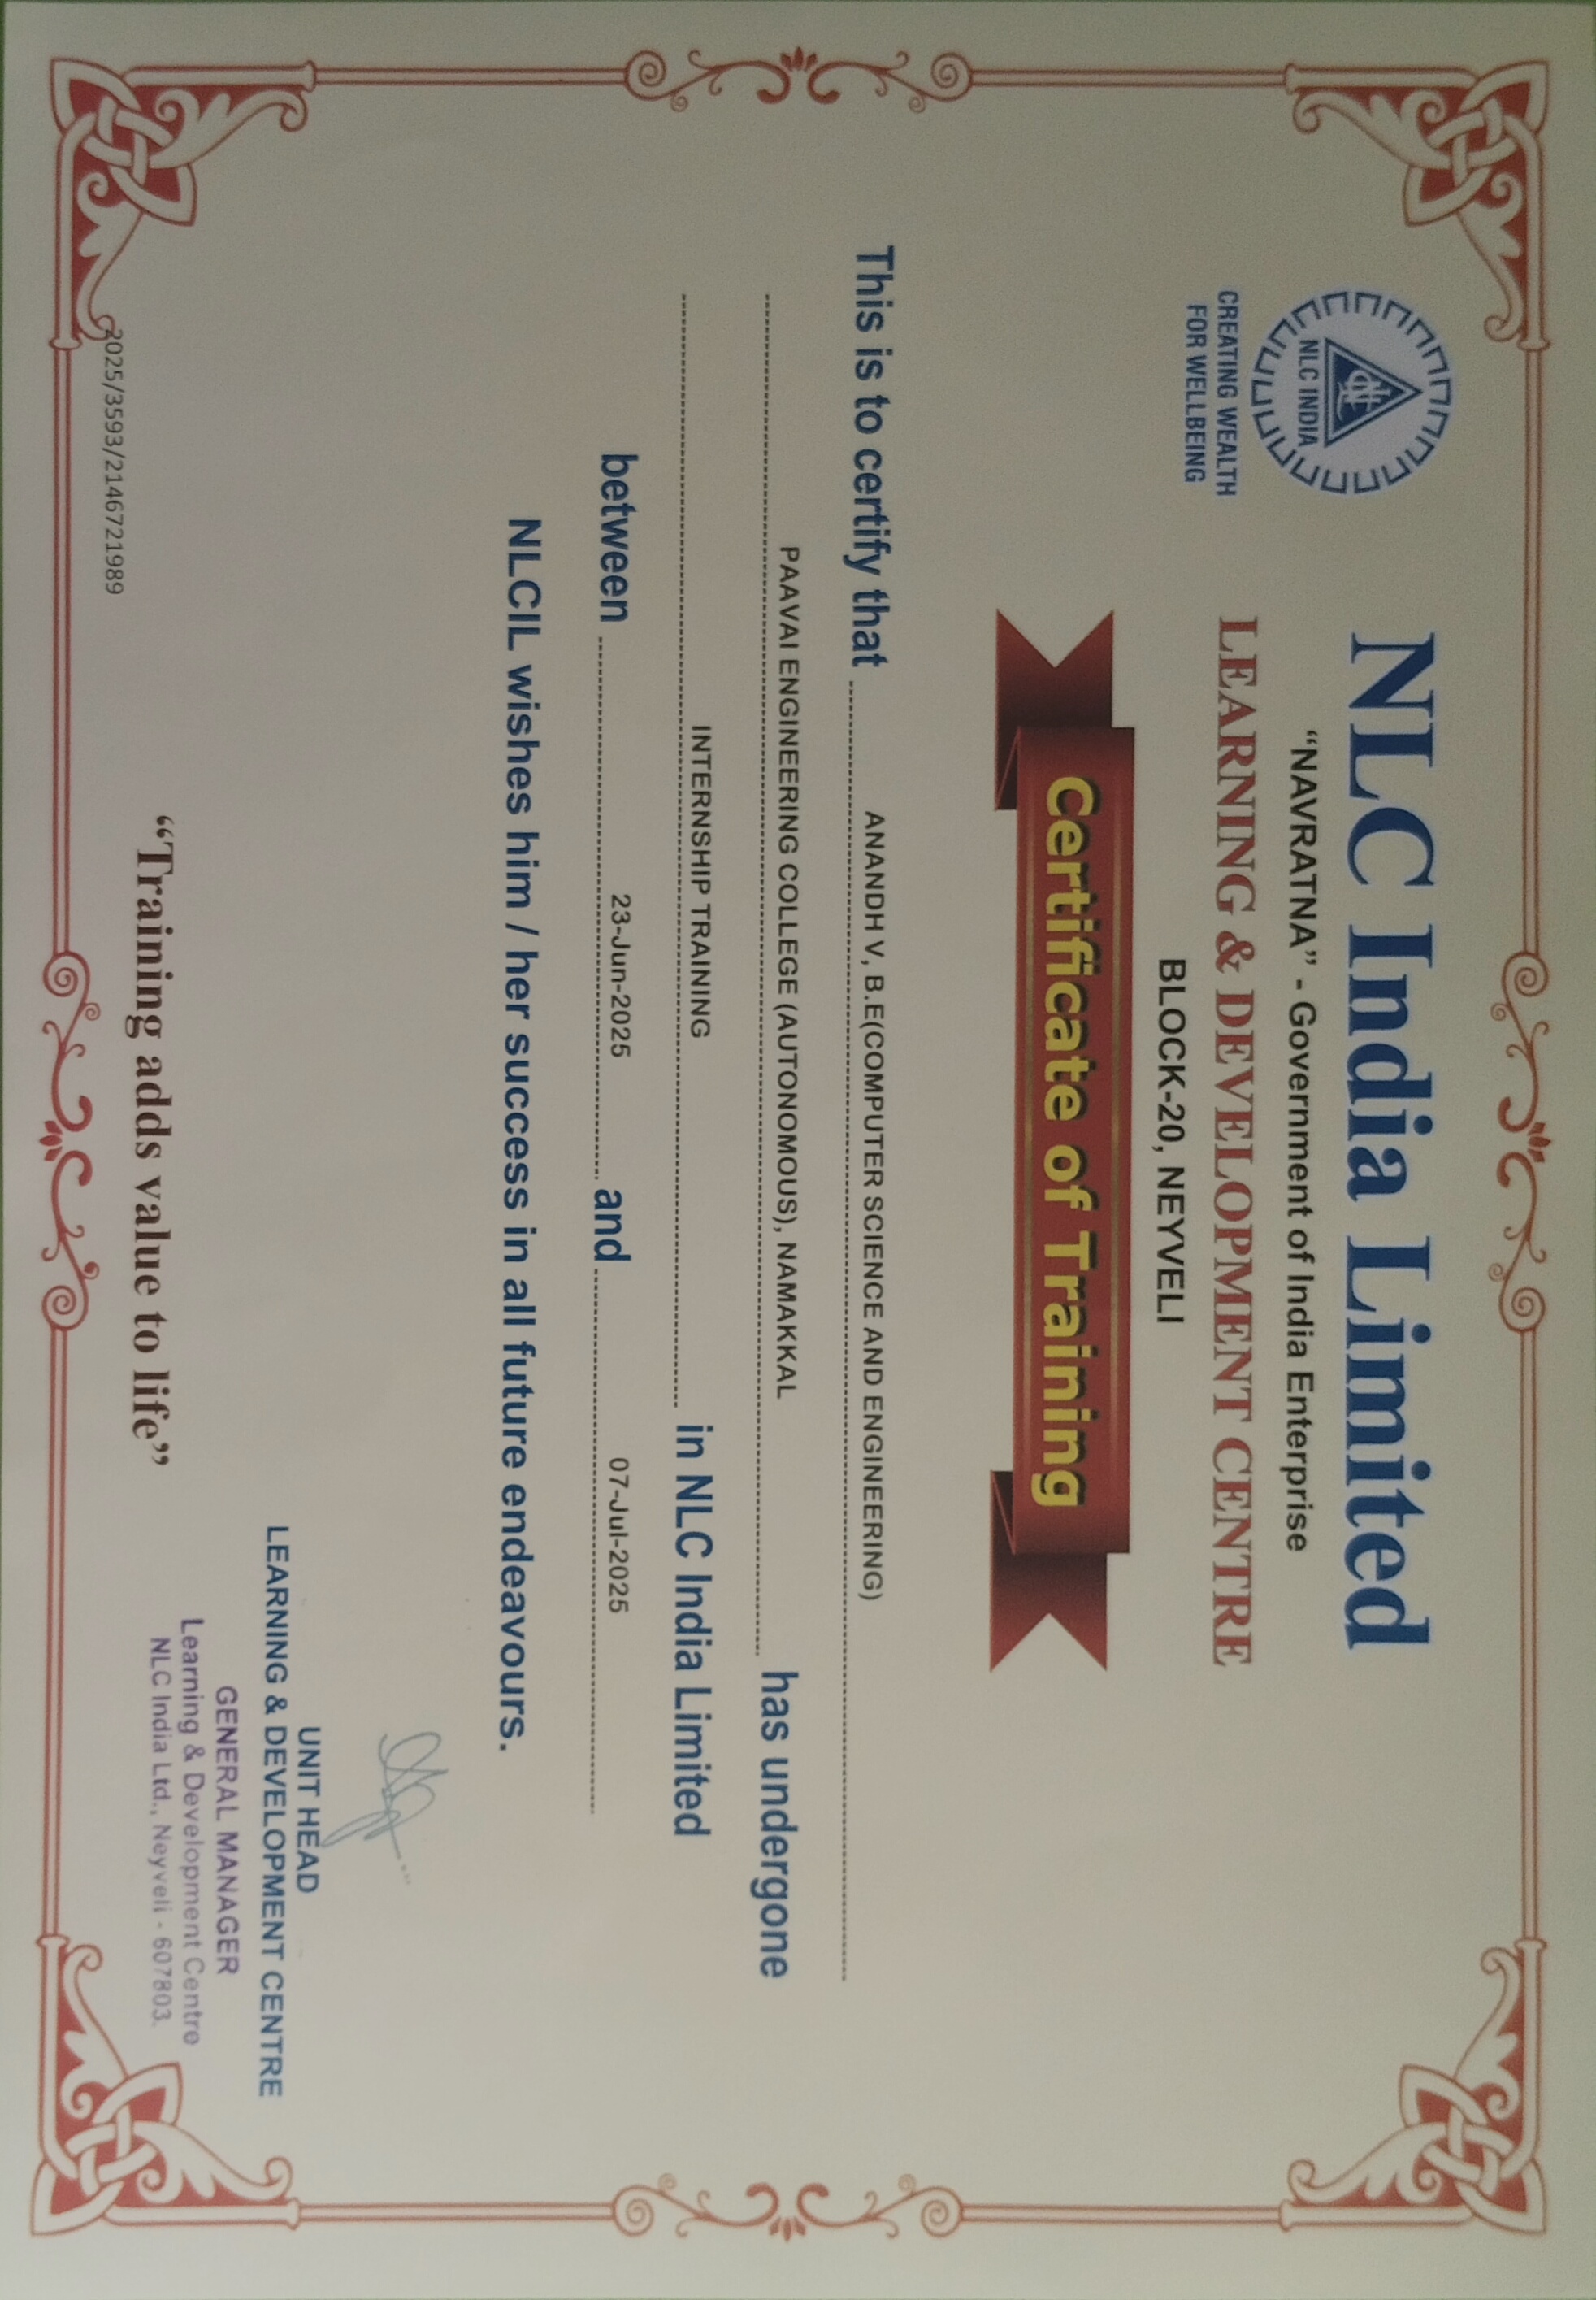 NLC India Limited
“NAVRATNA” - Government of India Enterprise
LEARNING & DEVELOPMENT CENTRE
BLOCK-20, NEYVELI
NLC INDIA
CREATING WEALTH
FOR WELLBEING
Certificate of Training
This is to certify that ANANDH V, B.E(COMPUTER SCIENCE AND ENGINEERING)
PAAVAI ENGINEERING COLLEGE (AUTONOMOUS), NAMAKKAL has undergone
INTERNSHIP TRAINING in NLC India Limited
between 23-Jun-2025 and 07-Jul-2025
NLCIL wishes him / her success in all future endeavours.
UNIT HEAD
LEARNING & DEVELOPMENT CENTRE
GENERAL MANAGER
Learning & Development Centre
NLC India Ltd., Neyveli - 607803.
“Training adds value to life”
2025/3593/2146721989